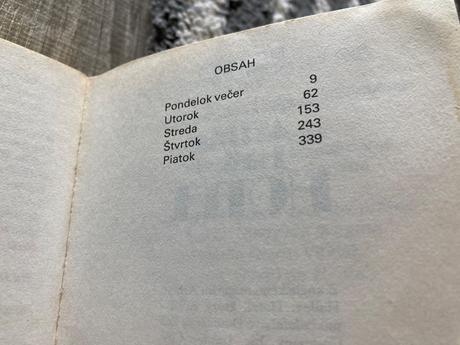 OBSAH
Pondelok večer 9
Utorok 62
Streda 153
Štvrtok 243
Piatok 339